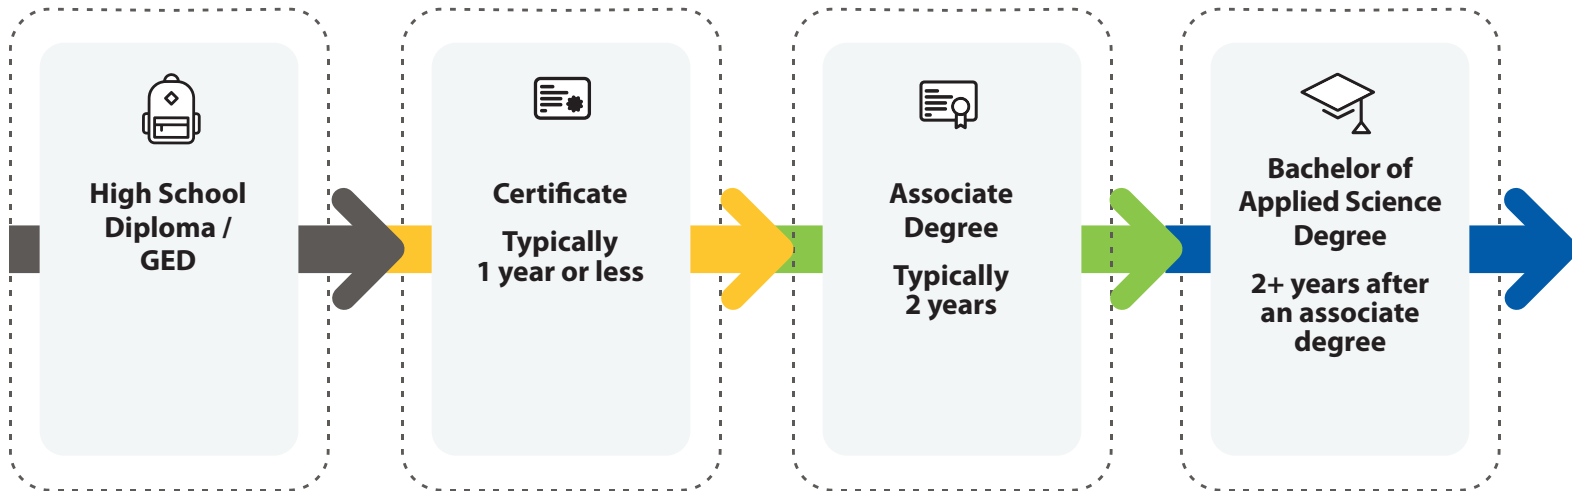 High School
Diploma /
GED
Certificate
Typically
1 year or less
Associate
Degree
Typically
2 years
Bachelor of
Applied Science
Degree
2+ years after
an associate
degree